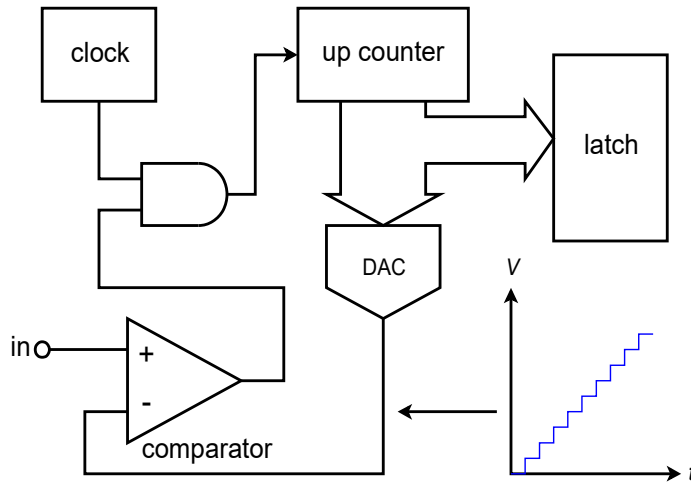 clock
up counter
latch
DAC
V
in
+
-
comparator
t